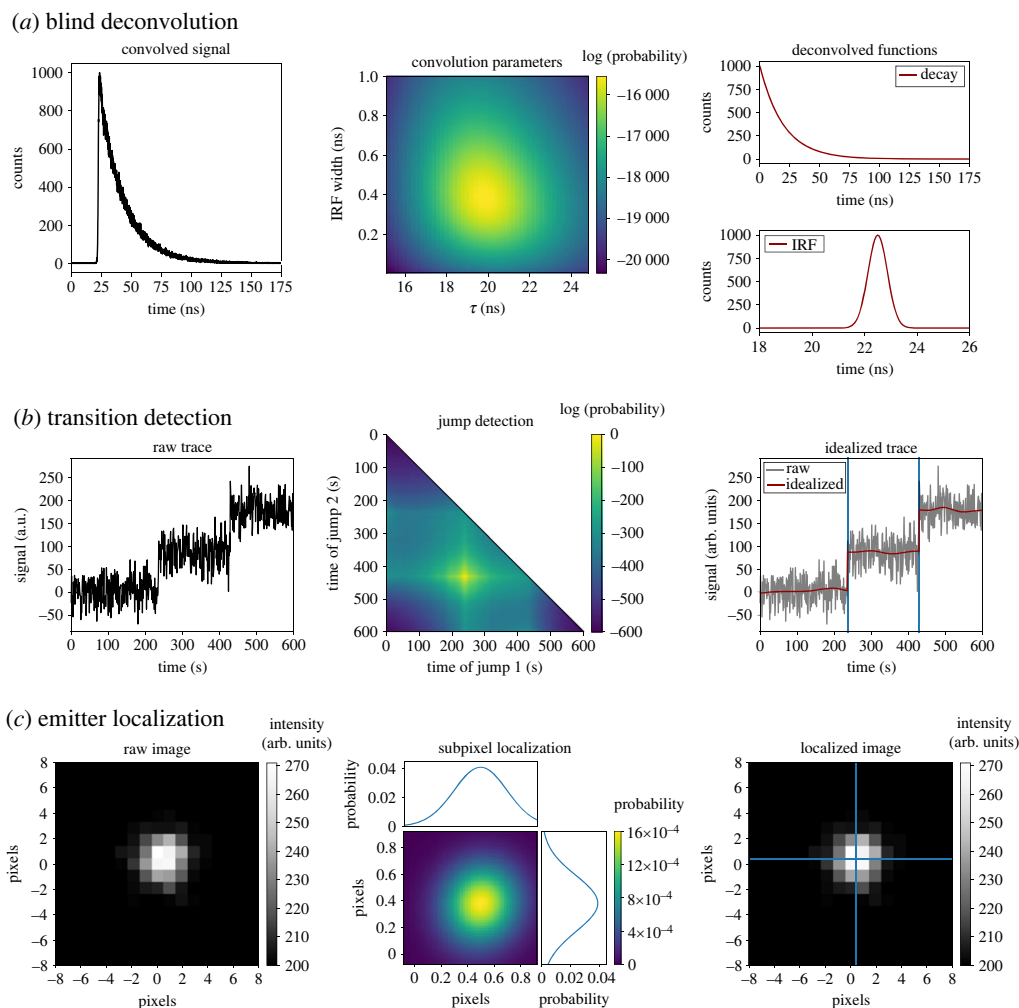 (a) blind deconvolution
convolved signal
counts
1000
800
600
400
200
0
0 25 50 75 100 125 150 175
time (ns)
convolution parameters
log (probability)
IRF width (ns)
1.0
0.8
0.6
0.4
0.2
16 18 20 22 24
τ (ns)
−16 000
−17 000
−18 000
−19 000
−20 000
deconvolved functions
counts
1000
750
500
250
0
decay
0 25 50 75 100 125 150 175
time (ns)
counts
1000
750
500
250
0
IRF
18 20 22 24 26
time (ns)
(b) transition detection
raw trace
signal (a.u.)
250
200
150
100
50
0
−50
0 100 200 300 400 500 600
time (s)
jump detection
log (probability)
time of jump 2 (s)
0
100
200
300
400
500
600
0 100 200 300 400 500 600
time of jump 1 (s)
0
−100
−200
−300
−400
−500
−600
idealized trace
signal (arb. units)
250
200
150
100
50
0
−50
raw
idealized
0 100 200 300 400 500 600
time (s)
(c) emitter localization
raw image
intensity
(arb. units)
pixels
8
6
4
2
0
−2
−4
−6
−8
−8 −6 −4 −2 0 2 4 6 8
pixels
270
260
250
240
230
220
210
200
subpixel localization
probability
0.04
0.02
0
pixels
0.8
0.6
0.4
0.2
0
0 0.2 0.4 0.6 0.8
pixels
0 0.02 0.04
probability
probability
16×10−4
12×10−4
8×10−4
4×10−4
0
localized image
intensity
(arb. units)
pixels
8
6
4
2
0
−2
−4
−6
−8
−8 −6 −4 −2 0 2 4 6 8
pixels
270
260
250
240
230
220
210
200